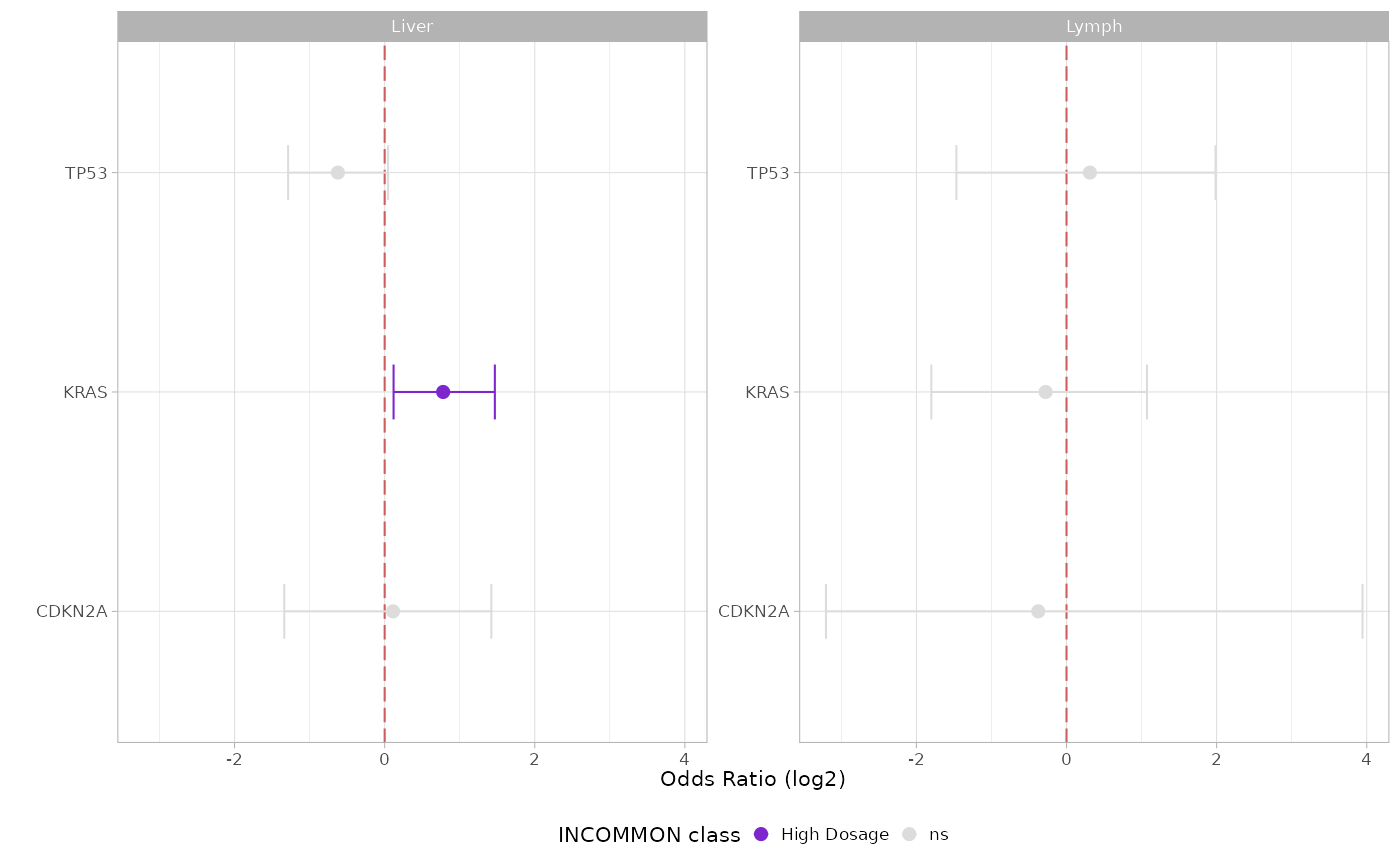 Liver
Lymph
TP53
TP53
KRAS
KRAS
CDKN2A
CDKN2A
-2 0 2 4
-2 0 2 4
Odds Ratio (log2)
INCOMMON class High Dosage ns